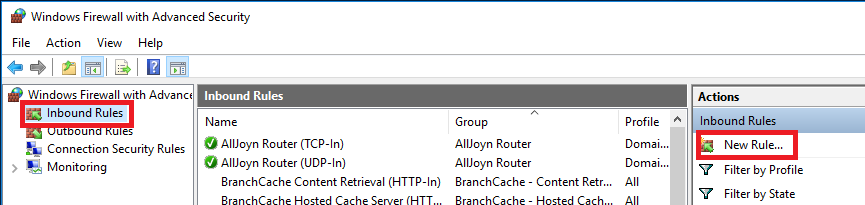 Windows Firewall with Advanced Security
File Action View Help
Windows Firewall with Advance
Inbound Rules
Outbound Rules
Connection Security Rules
Monitoring
Inbound Rules
Name Group Profile
AllJoyn Router (TCP-In) AllJoyn Router Domai...
AllJoyn Router (UDP-In) AllJoyn Router Domai...
BranchCache Content Retrieval (HTTP-In) BranchCache - Content Retr... All
BranchCache Hosted Cache Server (HTTP-In) BranchCache - Hosted Cach... All
Actions
Inbound Rules
New Rule...
Filter by Profile
Filter by State